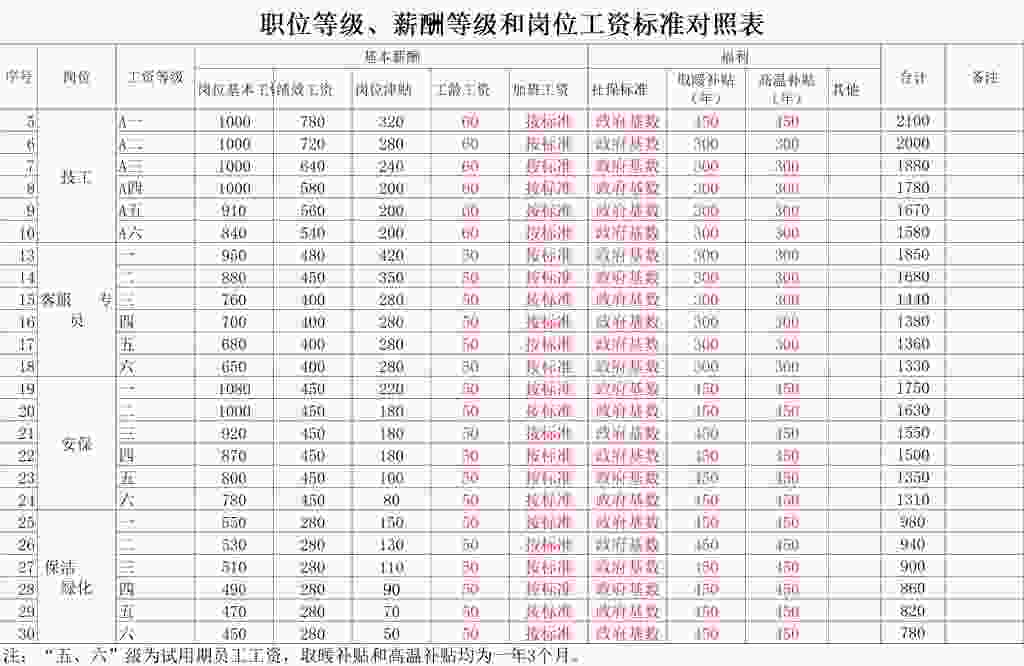 职位等级、薪酬等级和岗位工资标准对照表
序号 岗位 工资等级 基本薪酬 福利 合计 备注
岗位基本工 绩效工资 岗位津贴 工龄工资 加班工资 社保标准 取暖补贴（年） 高温补贴（年） 其他
5 技工 A一 1000 780 320 60 按标准 政府基数 450 450 2100
6 A二 1000 720 280 60 按标准 政府基数 300 300 2000
7 A三 1000 640 240 60 按标准 政府基数 300 300 1880
8 A四 1000 580 200 60 按标准 政府基数 300 300 1780
9 A五 910 560 200 60 按标准 政府基数 300 300 1670
10 A六 840 540 200 60 按标准 政府基数 300 300 1580
13 客服专员 一 950 480 420 50 按标准 政府基数 300 300 1850
14 二 880 450 350 50 按标准 政府基数 300 300 1680
15 三 760 400 280 50 按标准 政府基数 300 300 1440
16 四 700 400 280 50 按标准 政府基数 300 300 1380
17 五 680 400 280 50 按标准 政府基数 300 300 1360
18 六 650 400 280 50 按标准 政府基数 300 300 1330
19 安保 一 1080 450 220 50 按标准 政府基数 450 450 1750
20 二 1000 450 180 50 按标准 政府基数 450 450 1630
21 三 920 450 180 50 按标准 政府基数 450 450 1550
22 四 870 450 180 50 按标准 政府基数 450 450 1500
23 五 800 450 100 50 按标准 政府基数 450 450 1350
24 六 780 450 80 50 按标准 政府基数 450 450 1310
25 保洁绿化 一 550 280 150 50 按标准 政府基数 450 450 980
26 二 530 280 130 50 按标准 政府基数 450 450 940
27 三 510 280 110 50 按标准 政府基数 450 450 900
28 四 490 280 90 50 按标准 政府基数 450 450 860
29 五 470 280 70 50 按标准 政府基数 450 450 820
30 六 450 280 50 50 按标准 政府基数 450 450 780
注：“五、六”级为试用期员工工资，取暖补贴和高温补贴均为一年3个月。